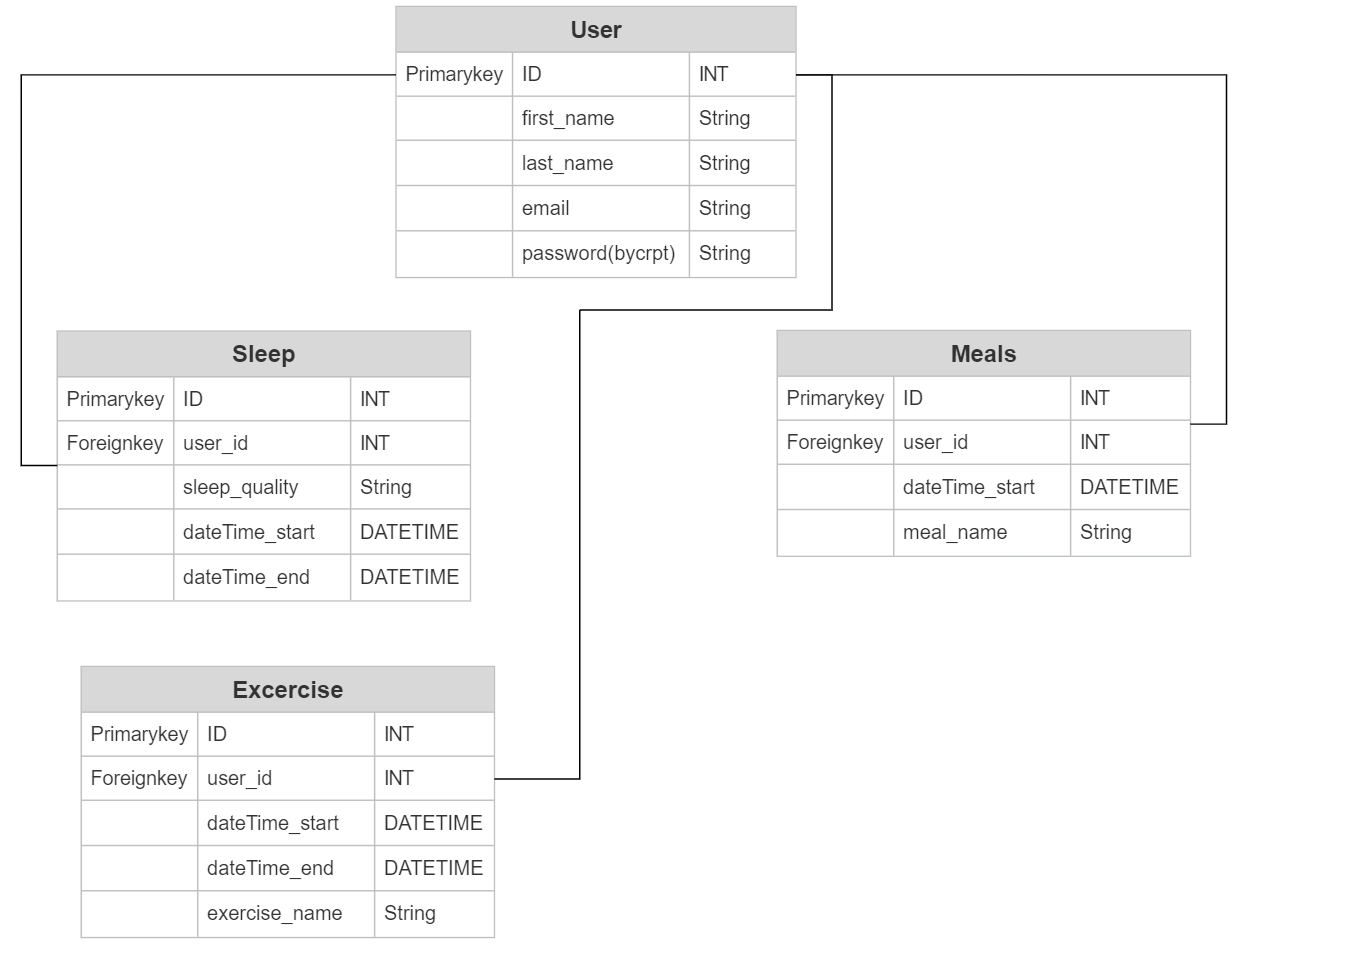 User
Primarykey ID INT
first_name String
last_name String
email String
password(bycrpt) String
Sleep
Primarykey ID INT
Foreignkey user_id INT
sleep_quality String
dateTime_start DATETIME
dateTime_end DATETIME
Meals
Primarykey ID INT
Foreignkey user_id INT
dateTime_start DATETIME
meal_name String
Excercise
Primarykey ID INT
Foreignkey user_id INT
dateTime_start DATETIME
dateTime_end DATETIME
exercise_name String